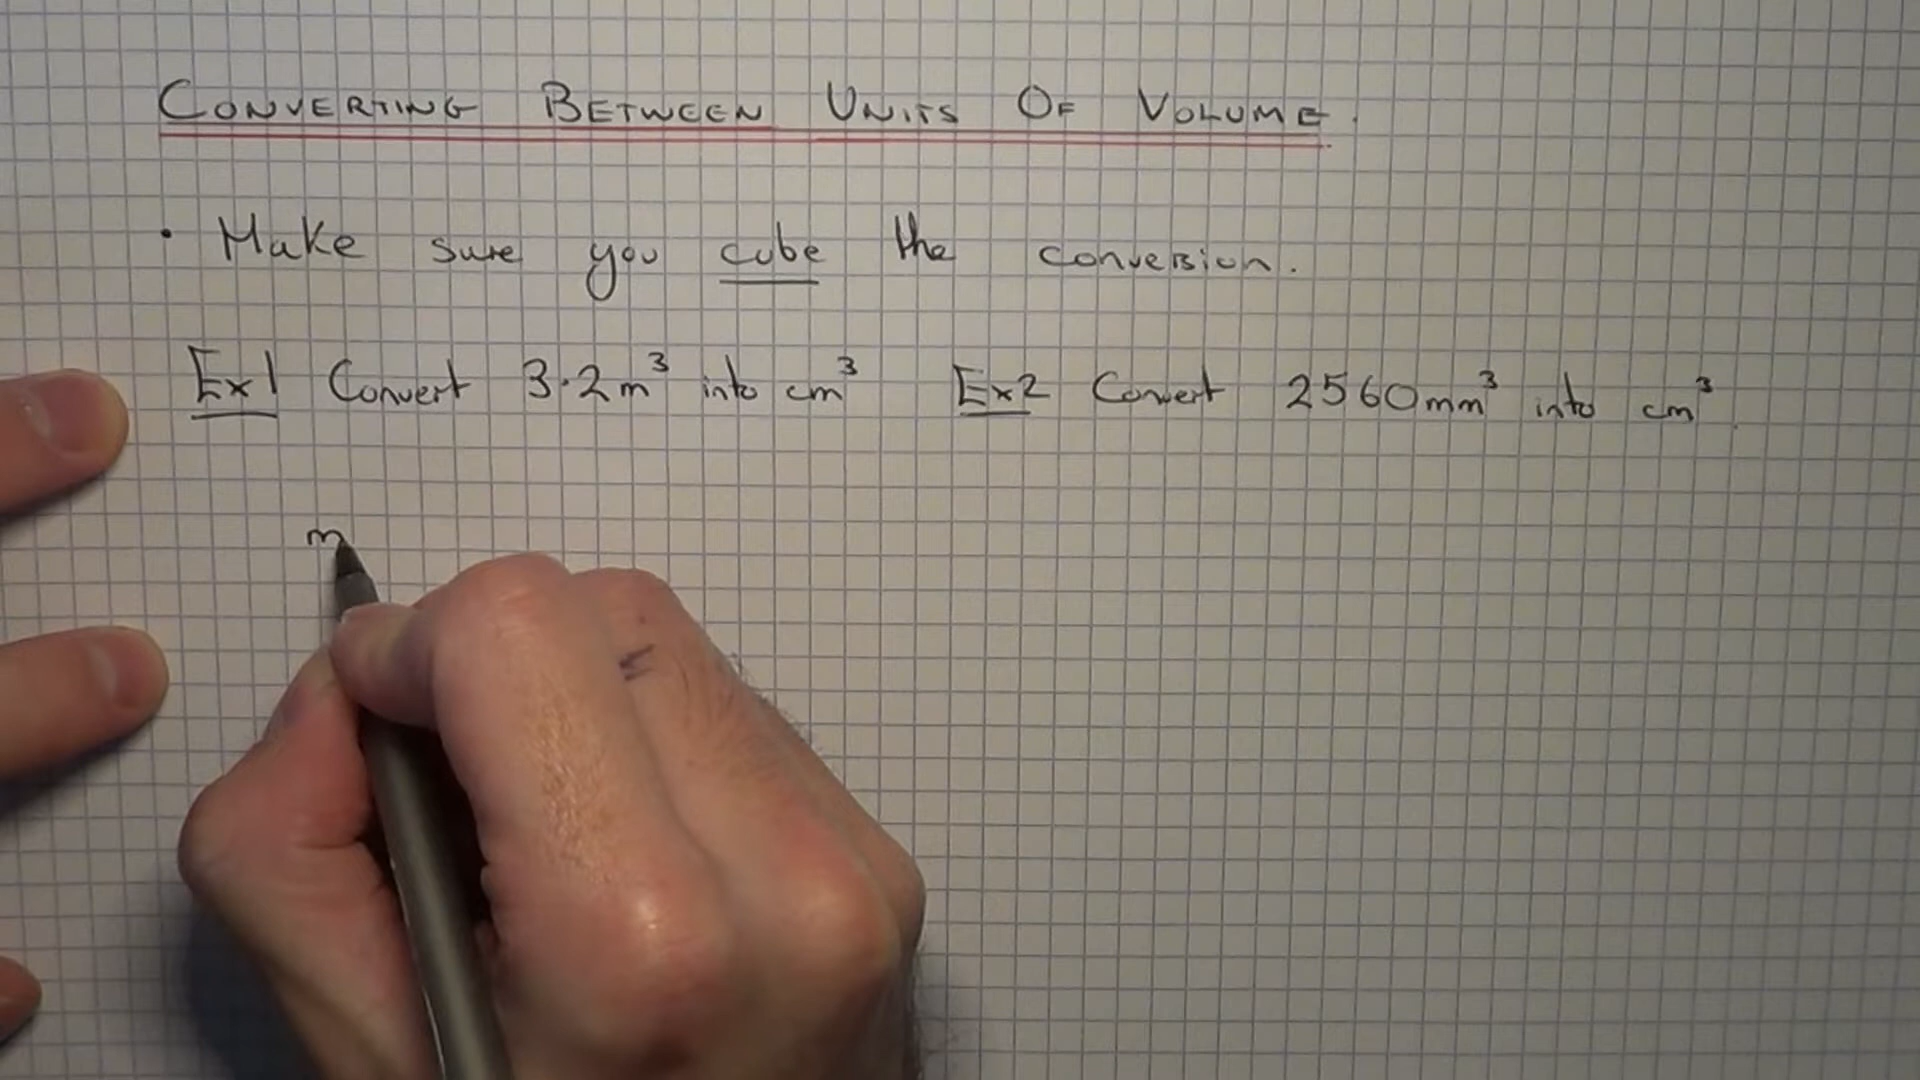 CONVERTING BETWEEN UNITS OF VOLUME.
• Make sure you cube the conversion.
Ex1 Convert 3·2m³ into cm³ Ex2 Convert 2560mm³ into cm³.
m